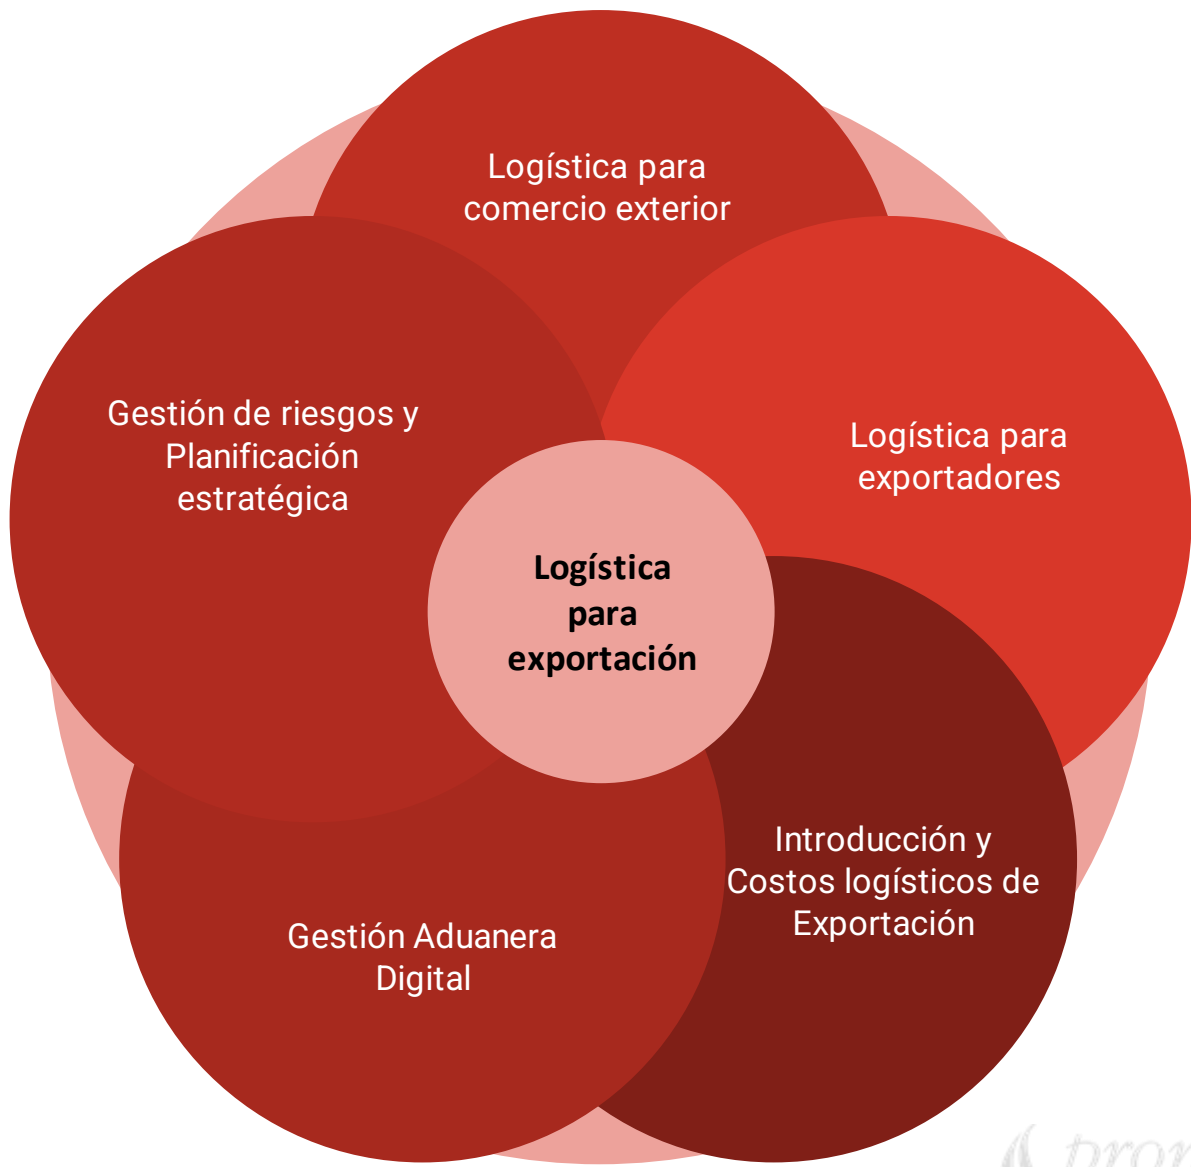 Logística para
comercio exterior
Logística para
exportadores
Gestión de riesgos y
Planificación
estratégica
Logística
para
exportación
Introducción y
Costos logísticos de
Exportación
Gestión Aduanera
Digital